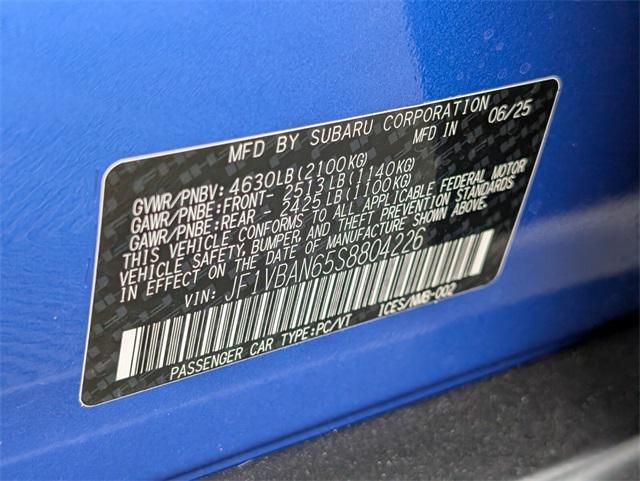 MFD BY SUBARU CORPORATION
MFD IN 06/25
GVWR/PNBV: 4630LB(2100KG)
GAWR/PNBE:FRONT- 2513LB(1140KG)
GAWR/PNBE:REAR - 2425LB(1100KG)
THIS VEHICLE CONFORMS TO ALL APPLICABLE FEDERAL MOTOR
VEHICLE SAFETY, BUMPER, AND THEFT PREVENTION STANDARDS
IN EFFECT ON THE DATE OF MANUFACTURE SHOWN ABOVE.
VIN: JF1VBAN65S8804226
PASSENGER CAR TYPE:PC/VT ICES/NMB-002